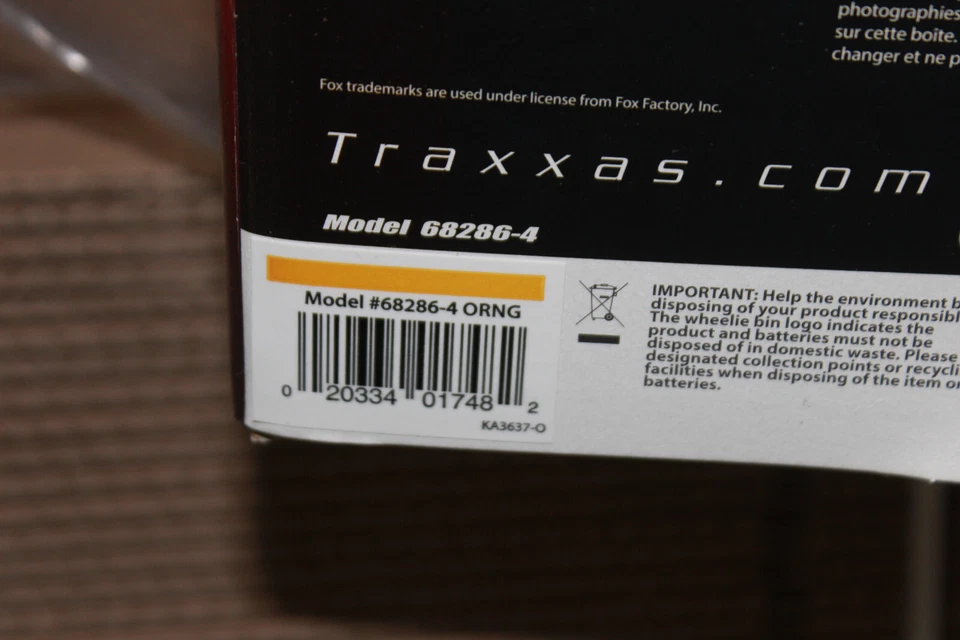 photographies
sur cette boîte.
changer et ne p
Fox trademarks are used under license from Fox Factory, Inc.
Traxxas.com
Model 68286-4
Model #68286-4 ORNG
0 20334 01748 2
KA3637-O
IMPORTANT: Help the environment b
disposing of your product responsibl
The wheelie bin logo indicates the
product and batteries must not be
disposed of in domestic waste. Please
designated collection points or recycli
facilities when disposing of the item or
batteries.